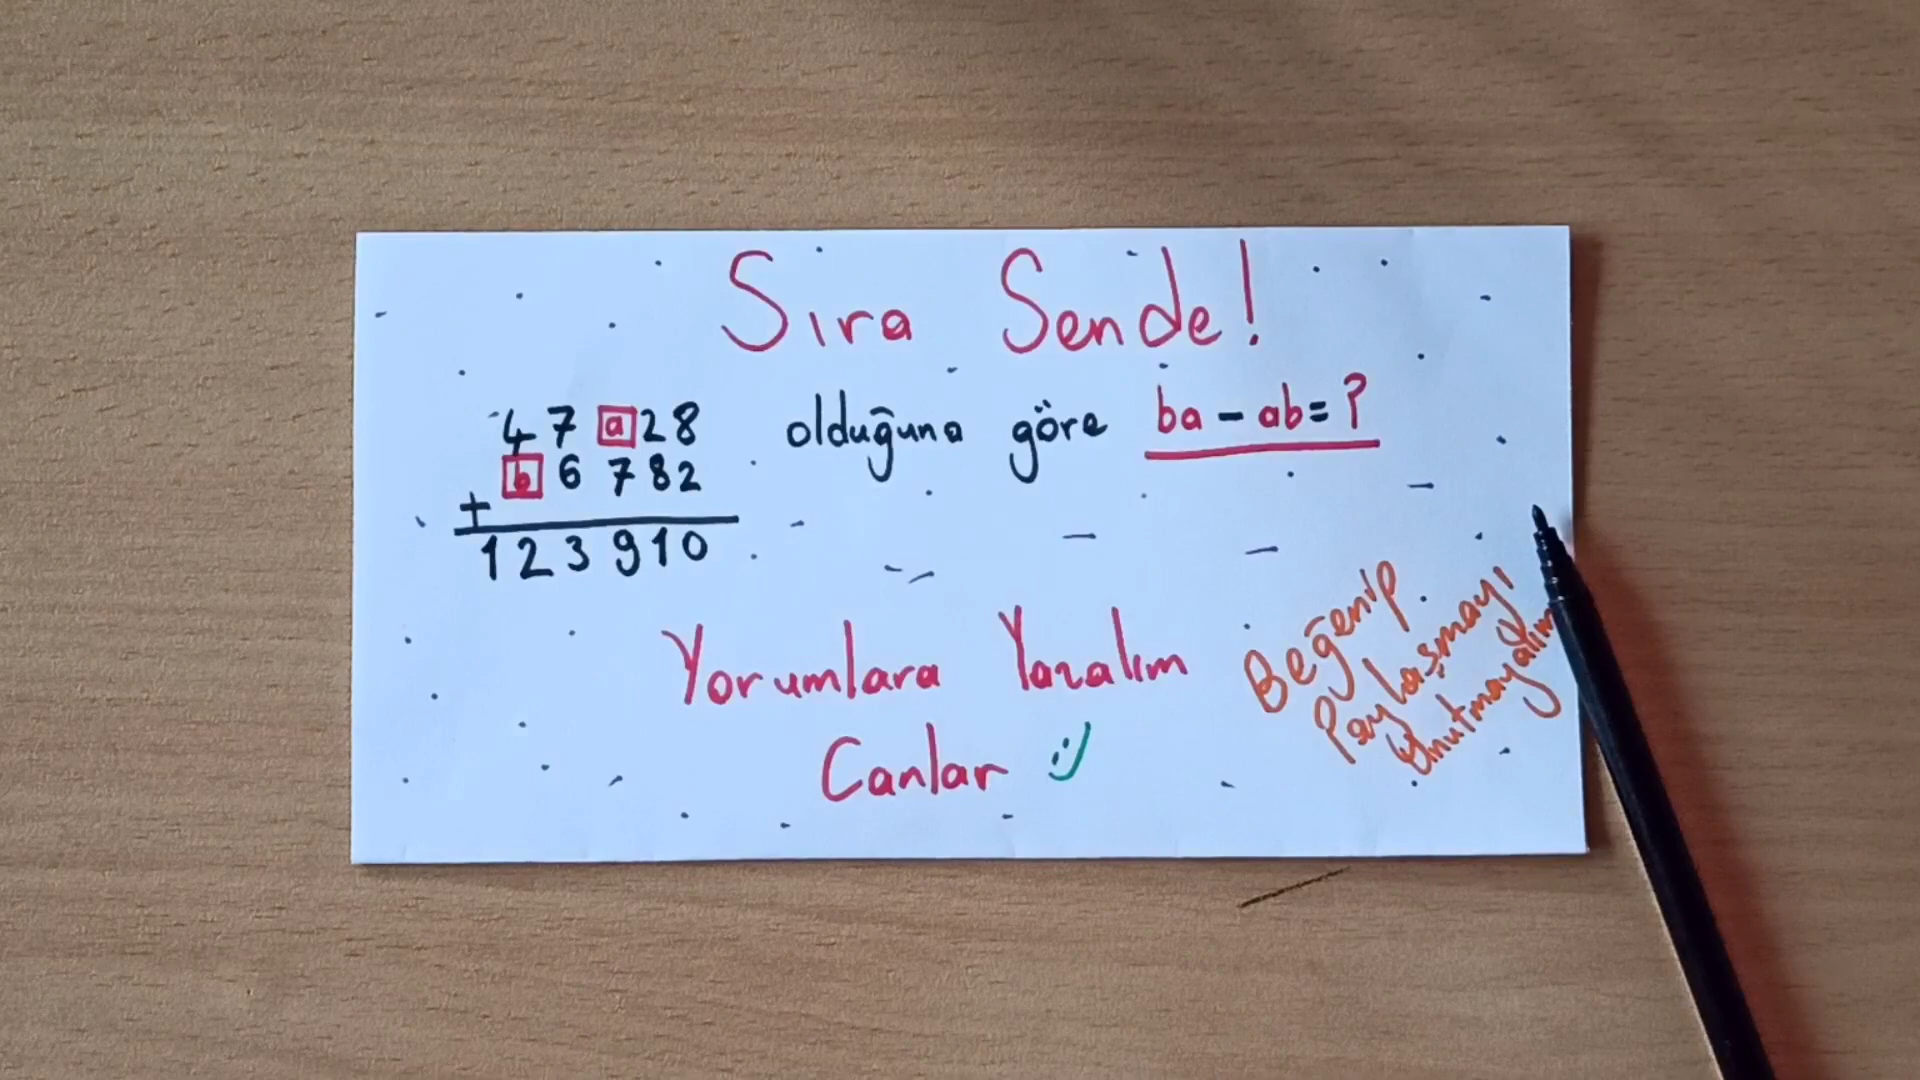 Sıra Sende!
47a28
b6782
+
123910
olduğuna göre ba - ab = ?
Yorumlara Yazalım
Canlar :)
Beğenip
Paylaşmayı
Unutmayalım